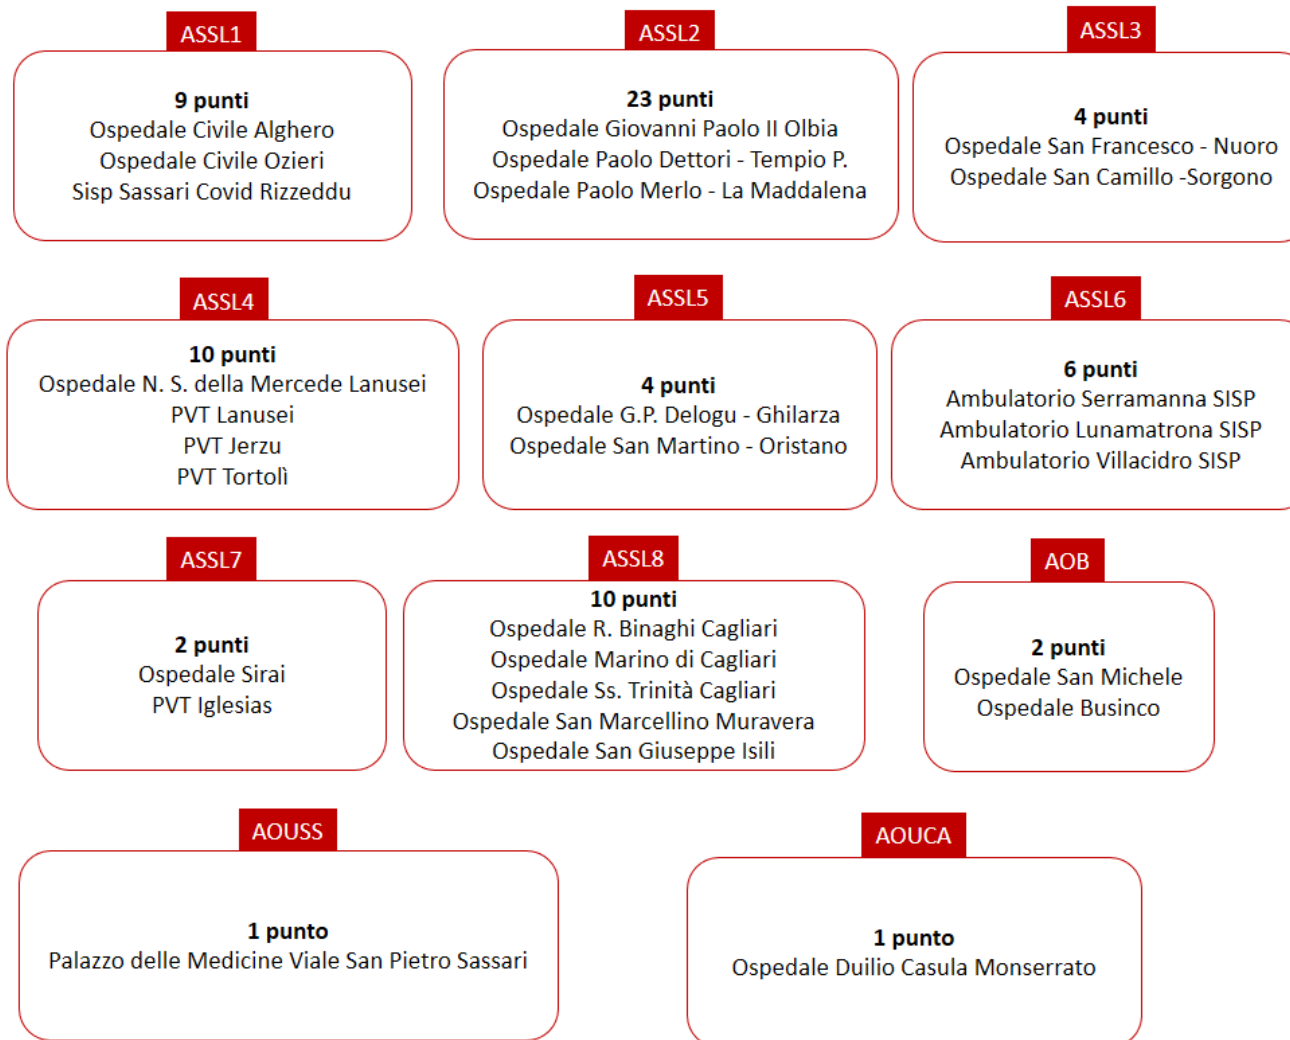 ASSL1
9 punti
Ospedale Civile Alghero
Ospedale Civile Ozieri
Sisp Sassari Covid Rizzeddu
ASSL2
23 punti
Ospedale Giovanni Paolo II Olbia
Ospedale Paolo Dettori - Tempio P.
Ospedale Paolo Merlo - La Maddalena
ASSL3
4 punti
Ospedale San Francesco - Nuoro
Ospedale San Camillo -Sorgono
ASSL4
10 punti
Ospedale N. S. della Mercede Lanusei
PVT Lanusei
PVT Jerzu
PVT Tortolì
ASSL5
4 punti
Ospedale G.P. Delogu - Ghilarza
Ospedale San Martino - Oristano
ASSL6
6 punti
Ambulatorio Serramanna SISP
Ambulatorio Lunamatrona SISP
Ambulatorio Villacidro SISP
ASSL7
2 punti
Ospedale Sirai
PVT Iglesias
ASSL8
10 punti
Ospedale R. Binaghi Cagliari
Ospedale Marino di Cagliari
Ospedale Ss. Trinità Cagliari
Ospedale San Marcellino Muravera
Ospedale San Giuseppe Isili
AOB
2 punti
Ospedale San Michele
Ospedale Businco
AOUSS
1 punto
Palazzo delle Medicine Viale San Pietro Sassari
AOUCA
1 punto
Ospedale Duilio Casula Monserrato